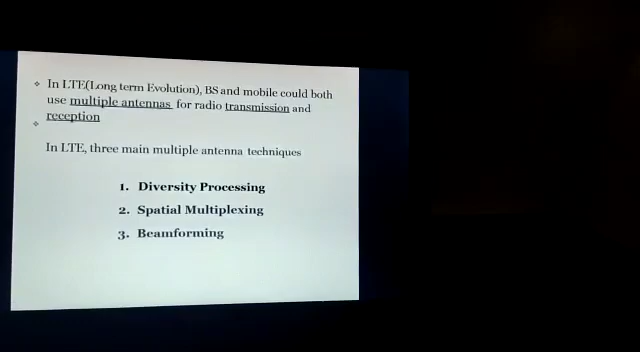 In LTE(Long term Evolution), BS and mobile could both
use multiple antennas for radio transmission and
reception
In LTE, three main multiple antenna techniques
1. Diversity Processing
2. Spatial Multiplexing
3. Beamforming